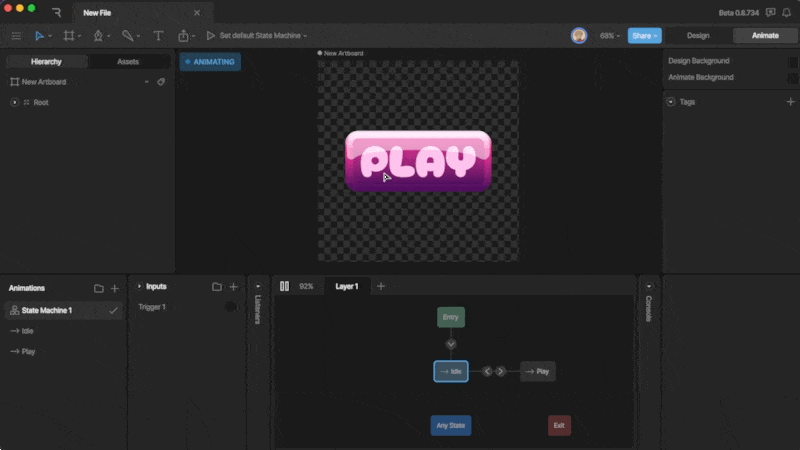 New File
Beta 0.8.734
Set default State Machine
68%
Share
Design
Animate
Hierarchy
Assets
ANIMATING
New Artboard
Design Background
New Artboard
Animate Background
Root
Tags
PLAY
Animations
Inputs
Listeners
92%
Layer 1
Console
State Machine 1
Trigger 1
Idle
Play
Entry
Idle
Play
Any State
Exit